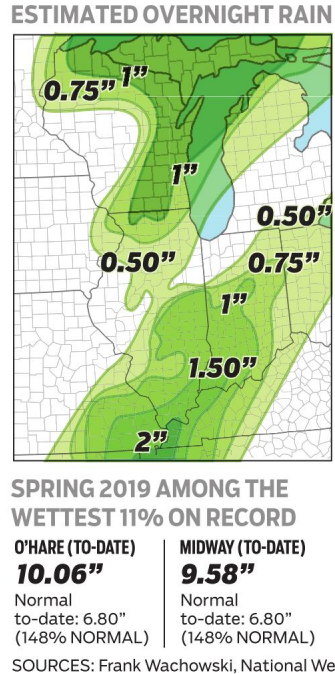 ESTIMATED OVERNIGHT RAIN
1”
0.75”
1”
0.50”
0.50”
0.75”
1”
1.50”
2”
SPRING 2019 AMONG THE
WETTEST 11% ON RECORD
O’HARE (TO-DATE)
10.06”
Normal
to-date: 6.80”
(148% NORMAL)
MIDWAY (TO-DATE)
9.58”
Normal
to-date: 6.80”
(148% NORMAL)
SOURCES: Frank Wachowski, National We